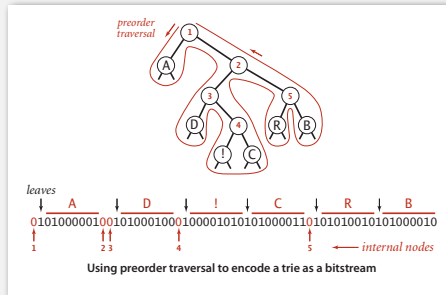 preorder
traversal
1
A
2
3
5
D
4
R
B
!
C
leaves
A
D
!
C
R
B
01010000010010100010001000010101010000110101010010101000010
1
2
3
4
5
internal nodes
Using preorder traversal to encode a trie as a bitstream